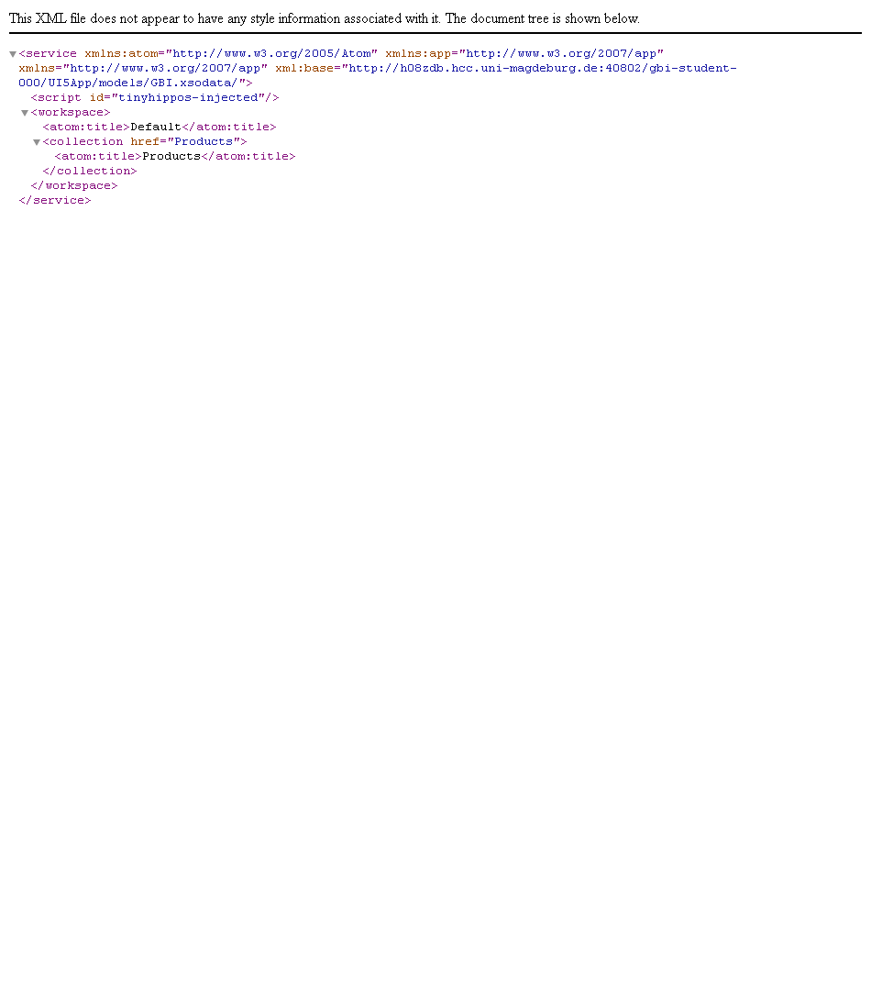 This XML file does not appear to have any style information associated with it. The document tree is shown below.
▼<service xmlns:atom="http://www.w3.org/2005/Atom" xmlns:app="http://www.w3.org/2007/app"
xmlns="http://www.w3.org/2007/app" xml:base="http://h08zdb.hcc.uni-magdeburg.de:40802/gbi-student-
000/UI5App/models/GBI.xsodata/">
<script id="tinyhippos-injected"/>
▼<workspace>
<atom:title>Default</atom:title>
▼<collection href="Products">
<atom:title>Products</atom:title>
</collection>
</workspace>
</service>